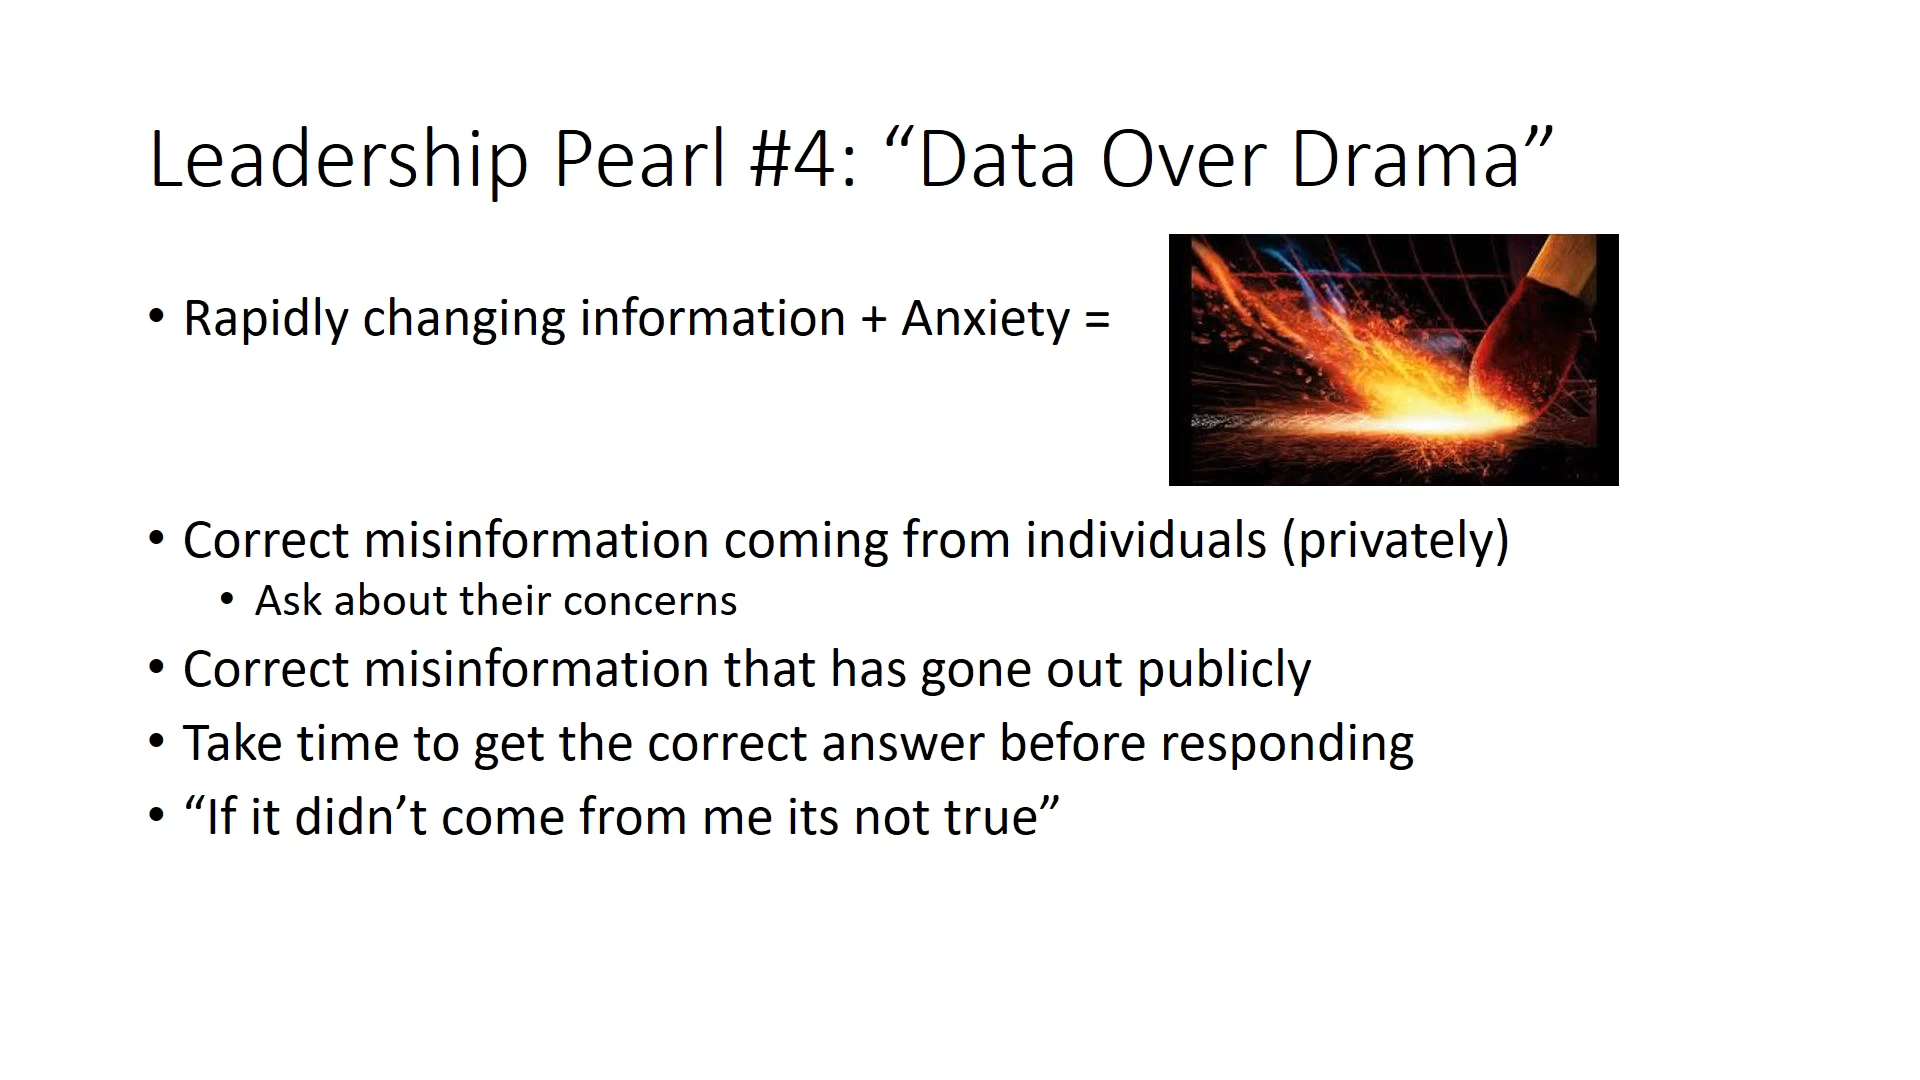 Leadership Pearl #4: “Data Over Drama”
• Rapidly changing information + Anxiety =
• Correct misinformation coming from individuals (privately)
• Ask about their concerns
• Correct misinformation that has gone out publicly
• Take time to get the correct answer before responding
• “If it didn’t come from me its not true”